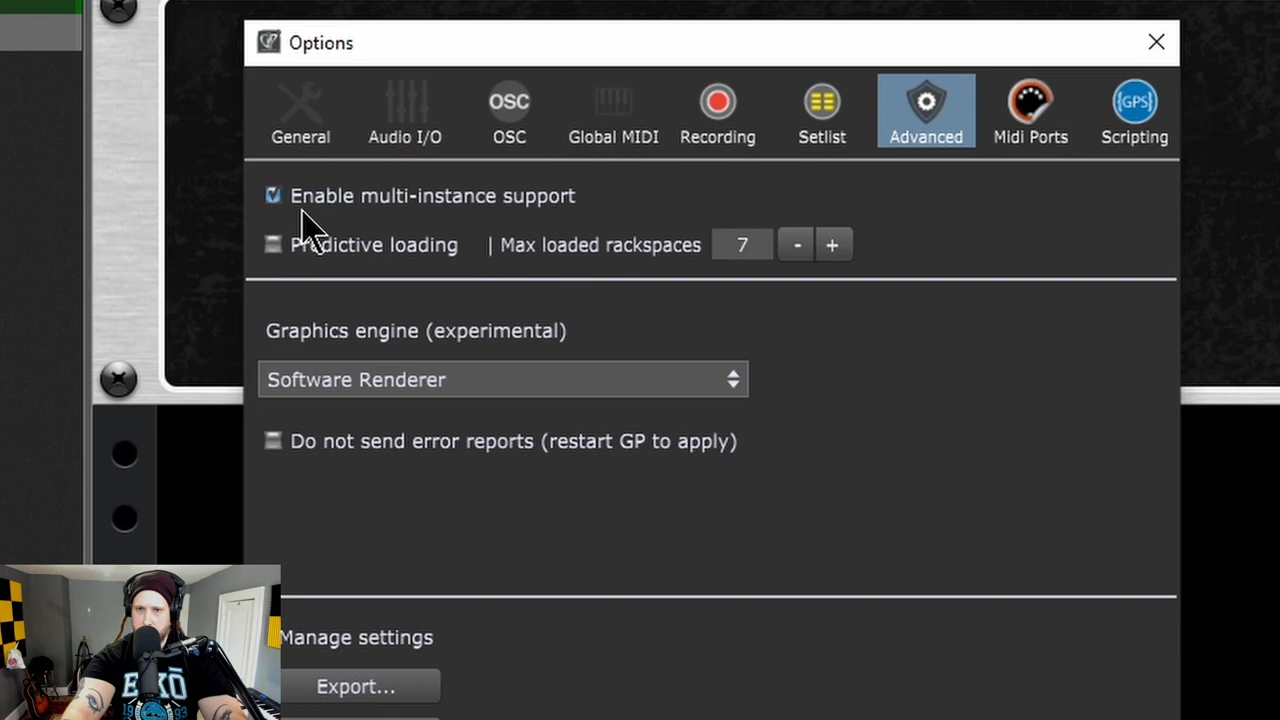 Options
General Audio I/O OSC OSC Global MIDI Recording Setlist Advanced Midi Ports {GPS} Scripting
Enable multi-instance support
Predictive loading | Max loaded rackspaces 7 - +
Graphics engine (experimental)
Software Renderer
Do not send error reports (restart GP to apply)
Manage settings
Export...
19 93